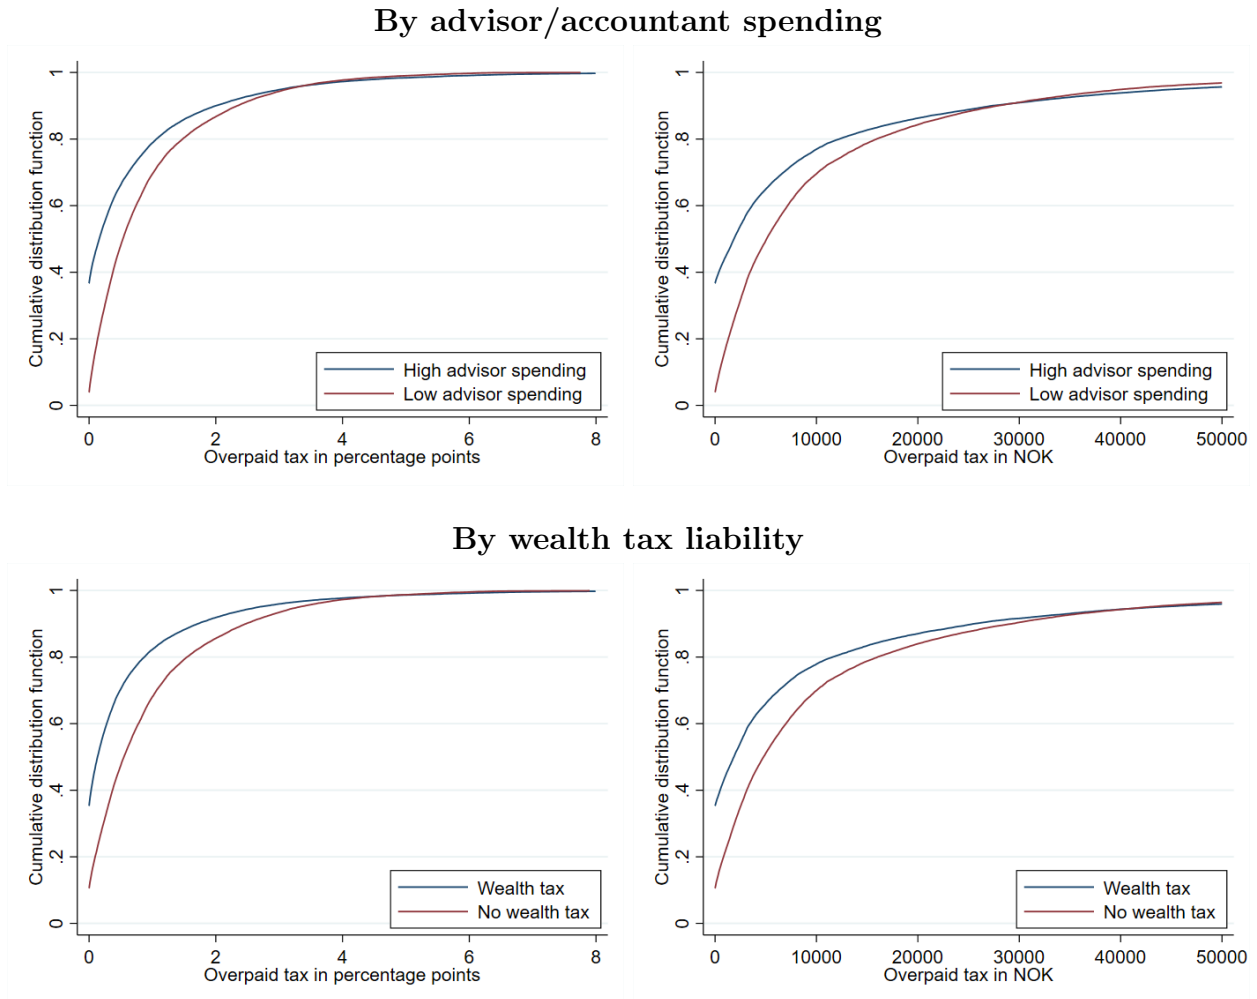 By advisor/accountant spending
Cumulative distribution function
1
.8
.6
.4
.2
0
High advisor spending
Low advisor spending
0 2 4 6 8
Overpaid tax in percentage points
Cumulative distribution function
1
.8
.6
.4
.2
0
High advisor spending
Low advisor spending
0 10000 20000 30000 40000 50000
Overpaid tax in NOK
By wealth tax liability
Cumulative distribution function
1
.8
.6
.4
.2
0
Wealth tax
No wealth tax
0 2 4 6 8
Overpaid tax in percentage points
Cumulative distribution function
1
.8
.6
.4
.2
0
Wealth tax
No wealth tax
0 10000 20000 30000 40000 50000
Overpaid tax in NOK